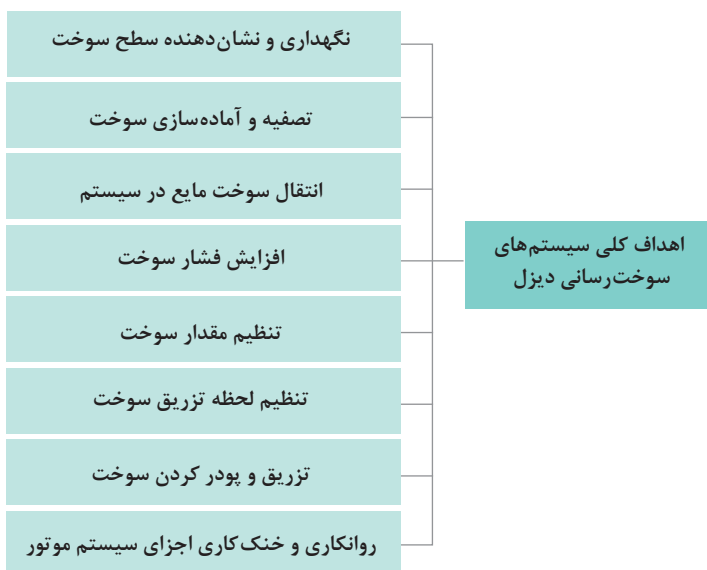 اهداف کلی سیستم‌های
سوخت‌رسانی دیزل
نگهداری و نشان‌دهنده سطح سوخت
تصفیه و آماده‌سازی سوخت
انتقال سوخت مایع در سیستم
افزایش فشار سوخت
تنظیم مقدار سوخت
تنظیم لحظه تزریق سوخت
تزریق و پودر کردن سوخت
روانکاری و خنک‌کاری اجزای سیستم موتور